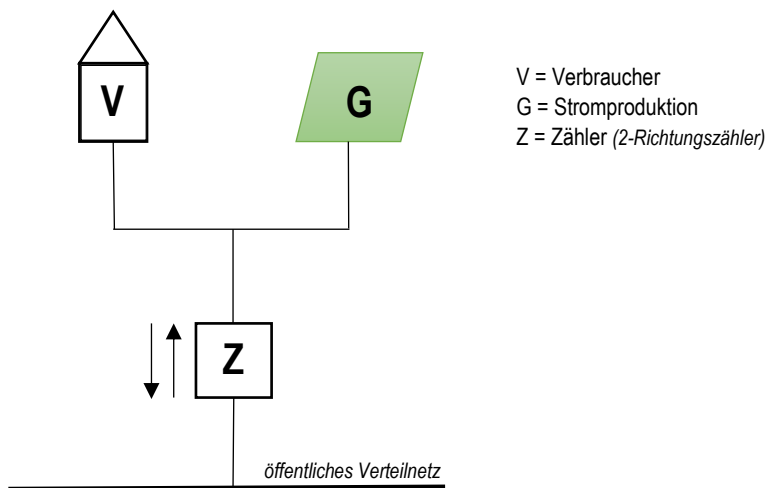 V
G
V = Verbraucher
G = Stromproduktion
Z = Zähler (2-Richtungszähler)
Z
öffentliches Verteilnetz